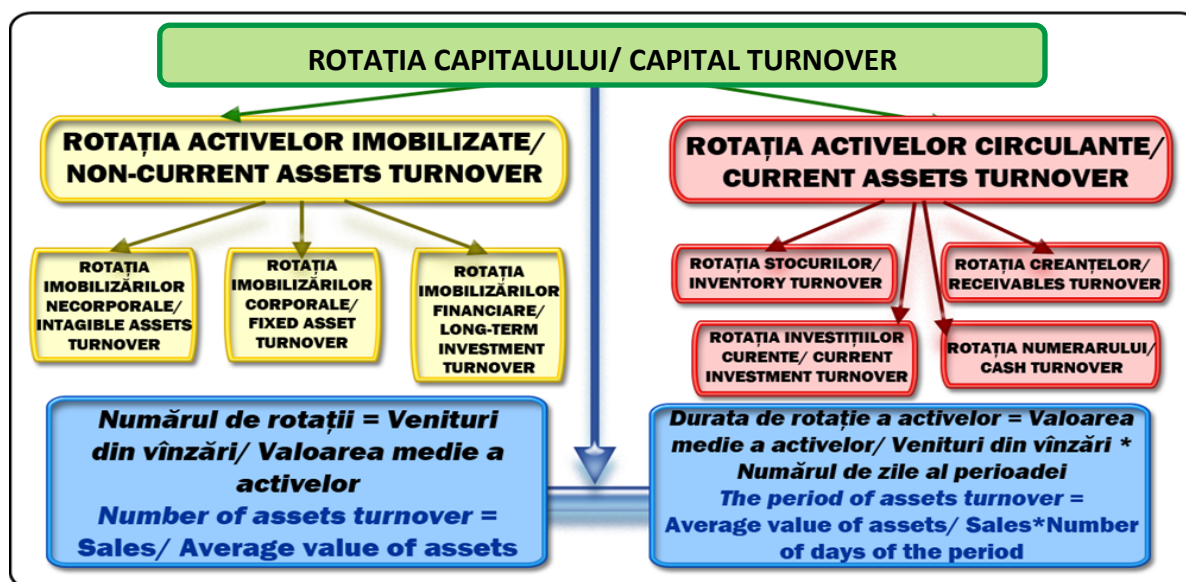 ROTAȚIA CAPITALULUI/ CAPITAL TURNOVER
ROTAȚIA ACTIVELOR IMOBILIZATE/
NON-CURRENT ASSETS TURNOVER
ROTAȚIA ACTIVELOR CIRCULANTE/
CURRENT ASSETS TURNOVER
ROTAȚIA
IMOBILIZĂRILOR
NECORPORALE/
INTAGIBLE ASSETS
TURNOVER
ROTAȚIA
IMOBILIZĂRILOR
CORPORALE/
FIXED ASSET
TURNOVER
ROTAȚIA
IMOBILIZĂRILOR
FINANCIARE/
LONG-TERM
INVESTMENT
TURNOVER
ROTAȚIA STOCURILOR/
INVENTORY TURNOVER
ROTAȚIA CREANȚELOR/
RECEIVABLES TURNOVER
ROTAȚIA INVESTIȚIILOR
CURENTE/ CURRENT
INVESTMENT TURNOVER
ROTAȚIA NUMERARULUI/
CASH TURNOVER
Numărul de rotații = Venituri
din vînzări/ Valoarea medie a
activelor
Number of assets turnover =
Sales/ Average value of assets
Durata de rotație a activelor = Valoarea
medie a activelor/ Venituri din vînzări *
Numărul de zile al perioadei
The period of assets turnover =
Average value of assets/ Sales*Number
of days of the period